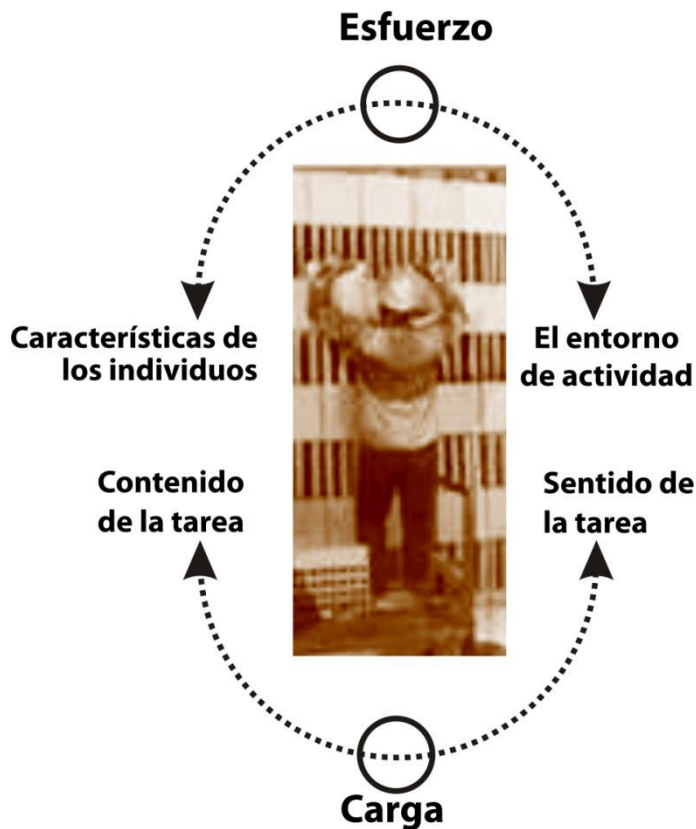 Esfuerzo
Características de
los individuos
El entorno
de actividad
Contenido
de la tarea
Sentido de
la tarea
Carga